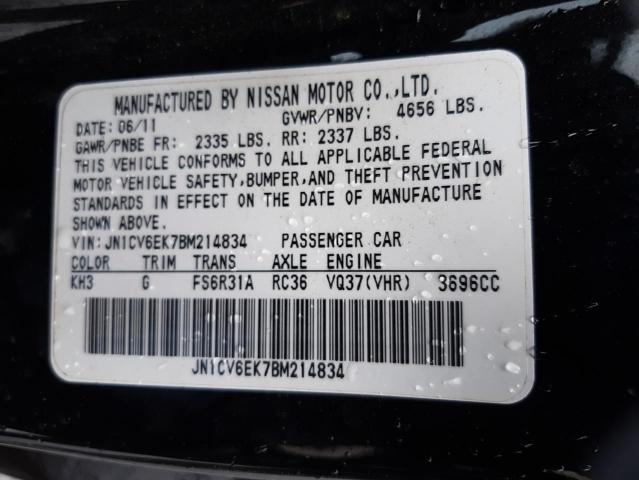 MANUFACTURED BY NISSAN MOTOR CO.,LTD.
DATE: 06/11 GVWR/PNBV: 4656 LBS.
GAWR/PNBE FR: 2335 LBS. RR: 2337 LBS.
THIS VEHICLE CONFORMS TO ALL APPLICABLE FEDERAL
MOTOR VEHICLE SAFETY,BUMPER,AND THEFT PREVENTION
STANDARDS IN EFFECT ON THE DATE OF MANUFACTURE
SHOWN ABOVE.
VIN: JN1CV6EK7BM214834 PASSENGER CAR
COLOR TRIM TRANS AXLE ENGINE
KH3 G FS6R31A RC36 VQ37(VHR) 3696CC
JN1CV6EK7BM214834